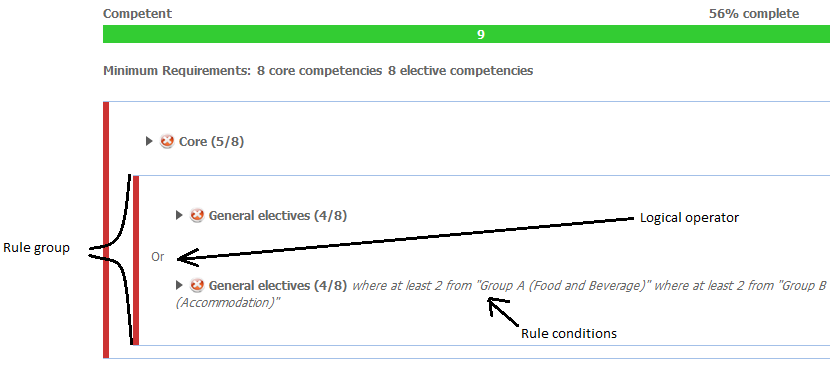 Competent 56% complete
9
Minimum Requirements: 8 core competencies 8 elective competencies
Core (5/8)
General electives (4/8)
Logical operator
Rule group
Or
General electives (4/8) where at least 2 from "Group A (Food and Beverage)" where at least 2 from "Group B
(Accommodation)"
Rule conditions